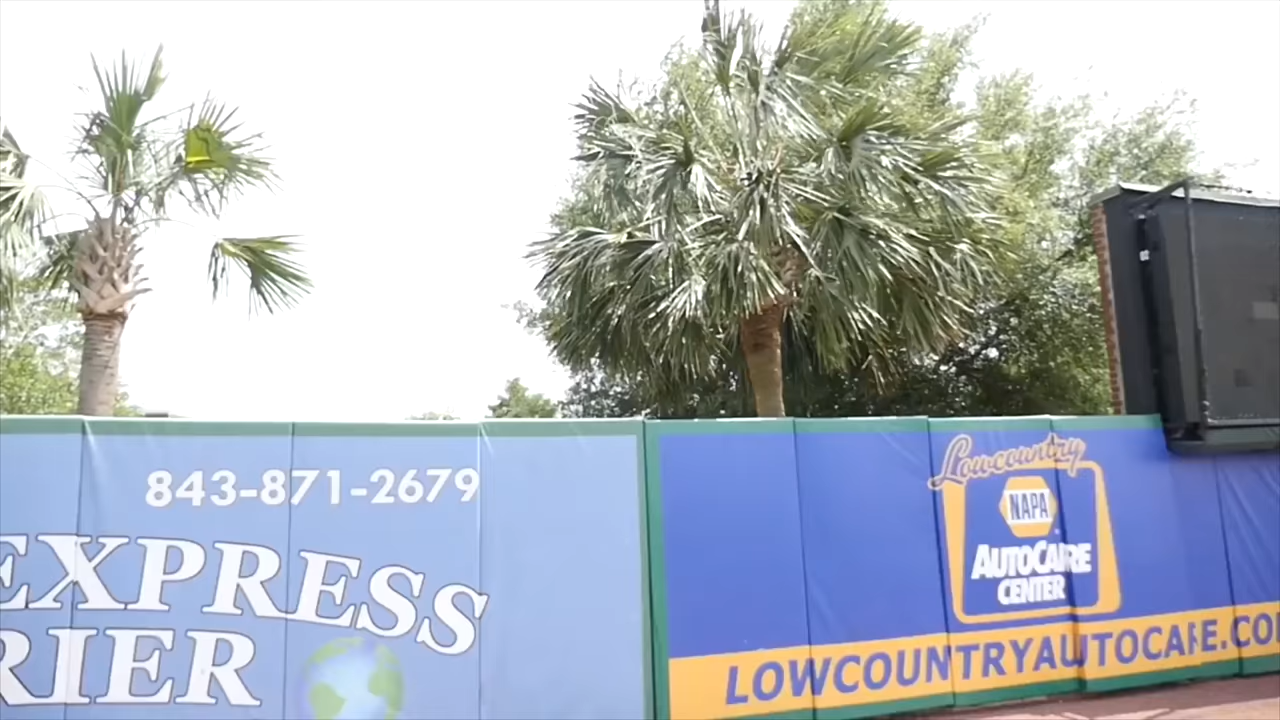 843-871-2679
EXPRESS
RIER
Lowcountry
NAPA
AUTOCARE
CENTER
LOWCOUNTRYAUTOCARE.CO